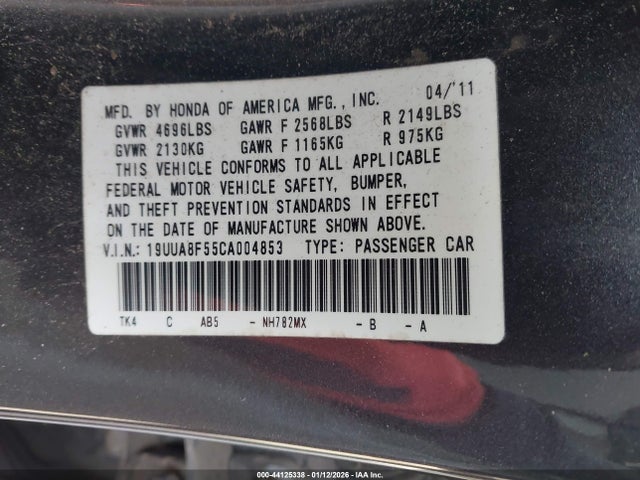 MFD. BY HONDA OF AMERICA MFG., INC. 04/'11
GVWR 4696LBS GAWR F 2568LBS R 2149LBS
GVWR 2130KG GAWR F 1165KG R 975KG
THIS VEHICLE CONFORMS TO ALL APPLICABLE
FEDERAL MOTOR VEHICLE SAFETY, BUMPER,
AND THEFT PREVENTION STANDARDS IN EFFECT
ON THE DATE OF MANUFACTURE SHOWN ABOVE.
V.I.N.: 19UUA8F55CA004853 TYPE: PASSENGER CAR
TK4 C AB5 - NH782MX - B - A
000-44125338 - 01/12/2026 - IAA Inc.